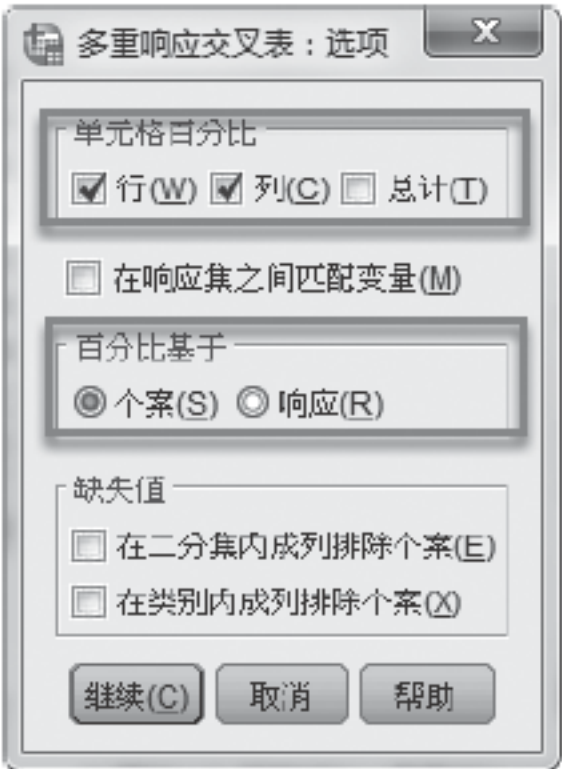 多重响应交叉表：选项
单元格百分比
行(W) 列(C) 总计(T)
在响应集之间匹配变量(M)
百分比基于
个案(S) 响应(R)
缺失值
在二分集内成列排除个案(E)
在类别内成列排除个案(X)
继续(C) 取消 帮助